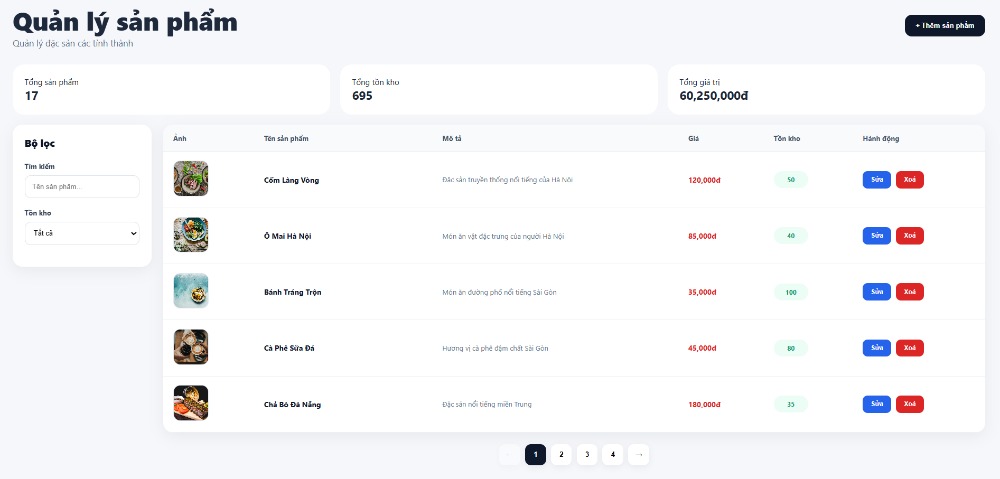 Quản lý sản phẩm
Quản lý đặc sản các tỉnh thành
+ Thêm sản phẩm
Tổng sản phẩm
17
Tổng tồn kho
695
Tổng giá trị
60,250,000đ
Bộ lọc
Tìm kiếm
Tên sản phẩm...
Tồn kho
Tất cả
Ảnh Tên sản phẩm Mô tả Giá Tồn kho Hành động
Cốm Làng Vòng Đặc sản truyền thống nổi tiếng của Hà Nội 120,000đ 50 Sửa Xoá
Ô Mai Hà Nội Món ăn vặt đặc trưng của người Hà Nội 85,000đ 40 Sửa Xoá
Bánh Tráng Trộn Món ăn đường phố nổi tiếng Sài Gòn 35,000đ 100 Sửa Xoá
Cà Phê Sữa Đá Hương vị cà phê đậm chất Sài Gòn 45,000đ 80 Sửa Xoá
Chả Bò Đà Nẵng Đặc sản nổi tiếng miền Trung 180,000đ 35 Sửa Xoá
← 1 2 3 4 →